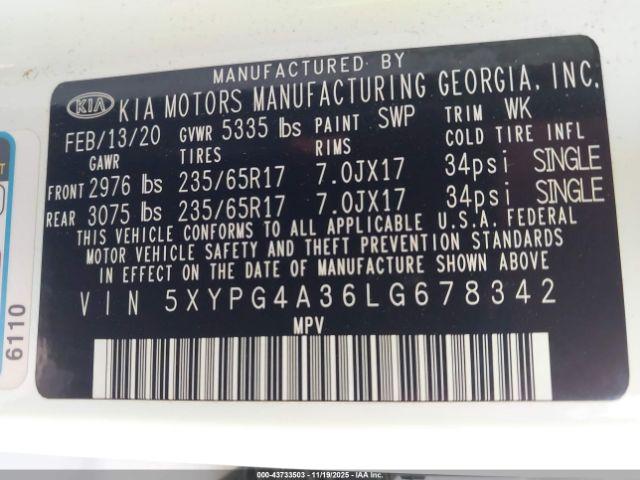 MANUFACTURED BY
KIA KIA MOTORS MANUFACTURING GEORGIA, INC.
FEB/13/20 GVWR 5335 lbs PAINT SWP TRIM WK
GAWR TIRES RIMS COLD TIRE INFL
FRONT 2976 lbs 235/65R17 7.0JX17 34psi SINGLE
REAR 3075 lbs 235/65R17 7.0JX17 34psi SINGLE
THIS VEHICLE CONFORMS TO ALL APPLICABLE U.S.A. FEDERAL
MOTOR VEHICLE SAFETY AND THEFT PREVENTION STANDARDS
IN EFFECT ON THE DATE OF MANUFACTURE SHOWN ABOVE
VIN 5XYPG4A36LG678342
MPV
6110
000-43733503 - 11/19/2025 - IAA Inc.